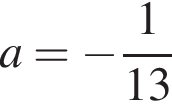 a = − 1/13